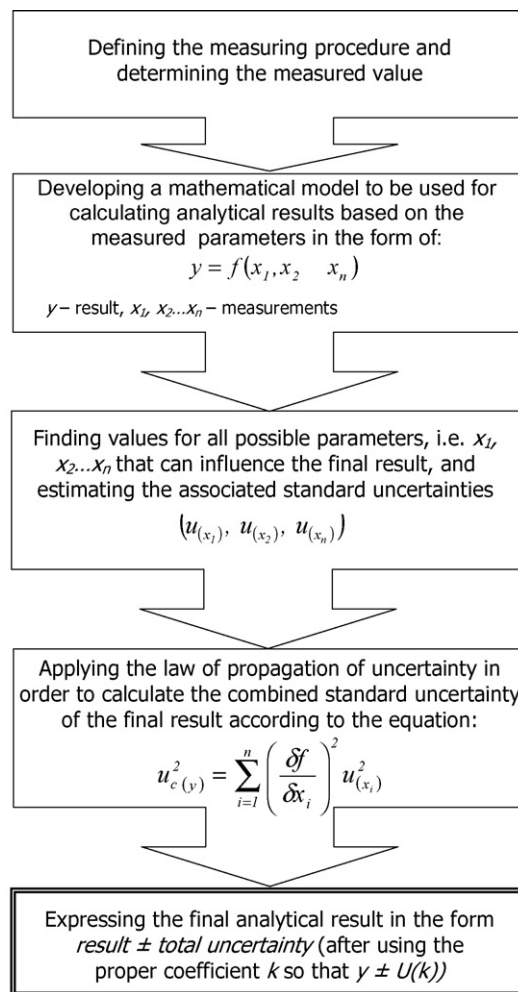 Defining the measuring procedure and
determining the measured value
Developing a mathematical model to be used for
calculating analytical results based on the
measured parameters in the form of:
y = f(x₁, x₂ xₙ)
y – result, x₁, x₂...xₙ – measurements
Finding values for all possible parameters, i.e. x₁,
x₂...xₙ that can influence the final result, and
estimating the associated standard uncertainties
(u₍ₓ₁₎, u₍ₓ₂₎, u₍ₓₙ₎)
Applying the law of propagation of uncertainty in
order to calculate the combined standard uncertainty
of the final result according to the equation:
u²_c (y) = ∑_{i=1}^{n} (δf/δxᵢ)² u²_(xᵢ)
Expressing the final analytical result in the form
result ± total uncertainty (after using the
proper coefficient k so that y ± U(k))